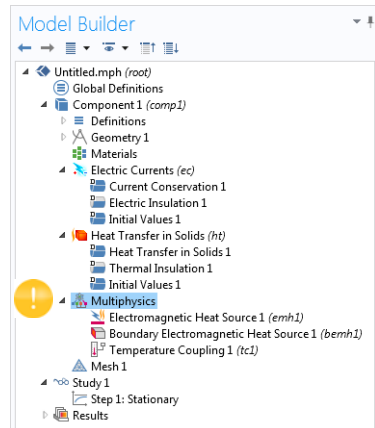 Model Builder
Untitled.mph (root)
Global Definitions
Component 1 (comp1)
Definitions
Geometry 1
Materials
Electric Currents (ec)
Current Conservation 1
Electric Insulation 1
Initial Values 1
Heat Transfer in Solids (ht)
Heat Transfer in Solids 1
Thermal Insulation 1
Initial Values 1
Multiphysics
Electromagnetic Heat Source 1 (emh1)
Boundary Electromagnetic Heat Source 1 (bemh1)
Temperature Coupling 1 (tc1)
Mesh 1
Study 1
Step 1: Stationary
Results